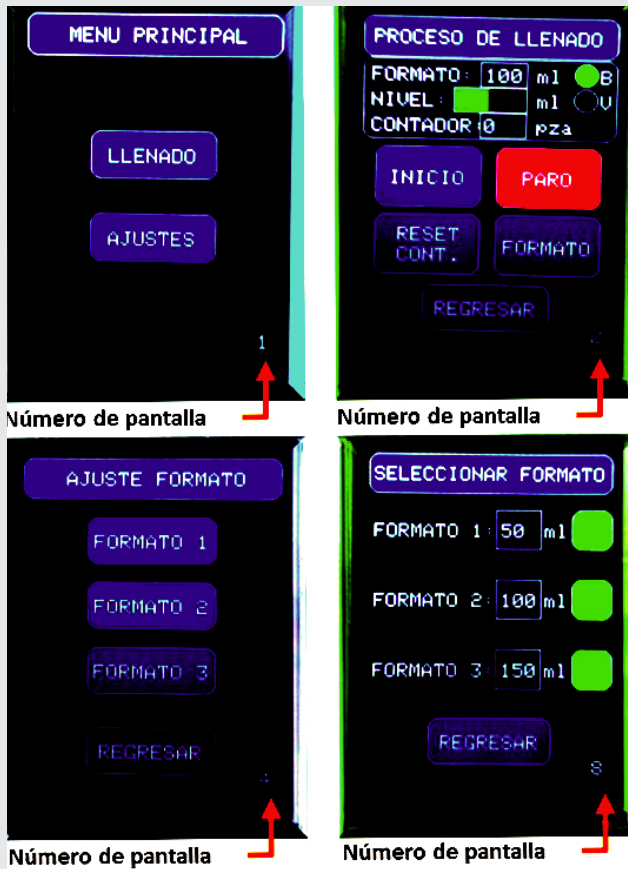 MENU PRINCIPAL
LLENADO
AJUSTES
1
Número de pantalla
PROCESO DE LLENADO
FORMATO: 100 ml B
NIVEL: ml V
CONTADOR:0 pza
INICIO
PARO
RESET
CONT.
FORMATO
REGRESAR
2
Número de pantalla
AJUSTE FORMATO
FORMATO 1
FORMATO 2
FORMATO 3
REGRESAR
4
Número de pantalla
SELECCIONAR FORMATO
FORMATO 1: 50 ml
FORMATO 2: 100 ml
FORMATO 3: 150 ml
REGRESAR
8
Número de pantalla